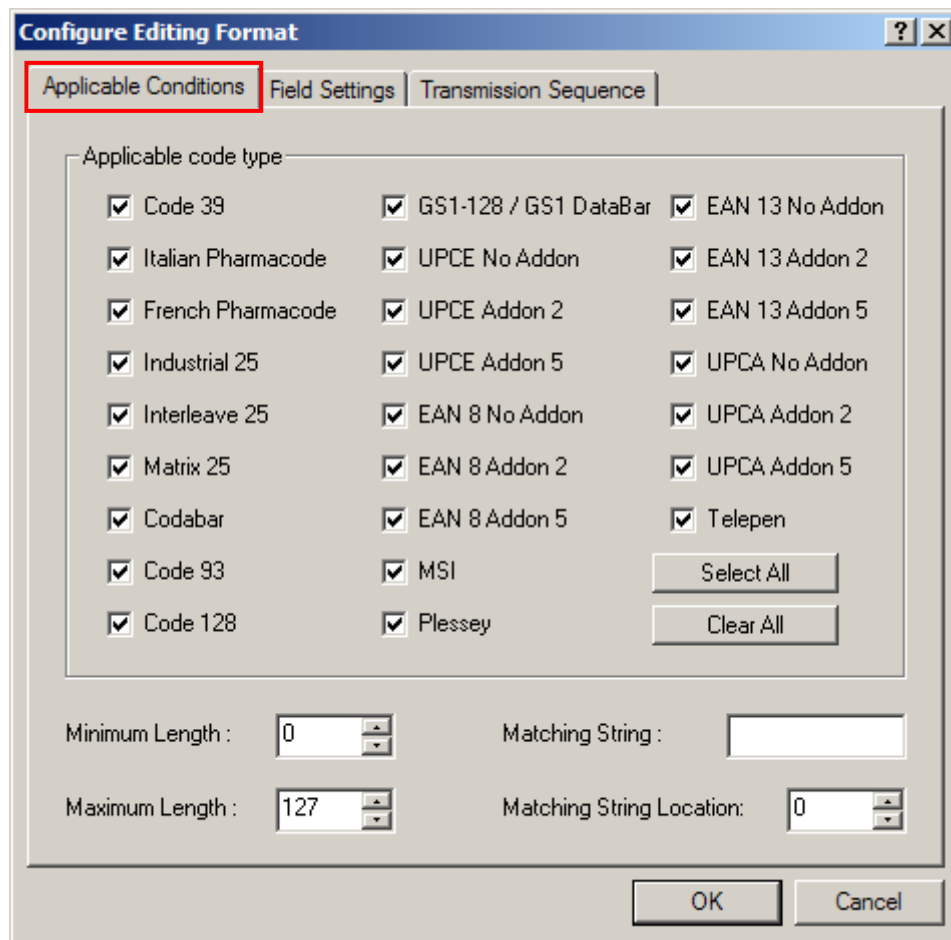 Configure Editing Format
Applicable Conditions Field Settings Transmission Sequence
Applicable code type
Code 39 GS1-128 / GS1 DataBar EAN 13 No Addon
Italian Pharmacode UPCE No Addon EAN 13 Addon 2
French Pharmacode UPCE Addon 2 EAN 13 Addon 5
Industrial 25 UPCE Addon 5 UPCA No Addon
Interleave 25 EAN 8 No Addon UPCA Addon 2
Matrix 25 EAN 8 Addon 2 UPCA Addon 5
Codabar EAN 8 Addon 5 Telepen
Code 93 MSI Select All
Code 128 Plessey Clear All
Minimum Length : 0 Matching String :
Maximum Length : 127 Matching String Location: 0
OK Cancel